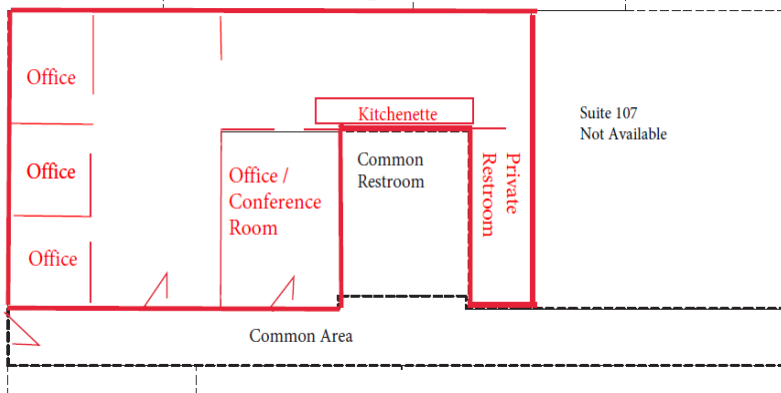 Office
Kitchenette
Suite 107
Not Available
Office
Office /
Conference
Room
Common
Restroom
Private
Restroom
Office
Common Area